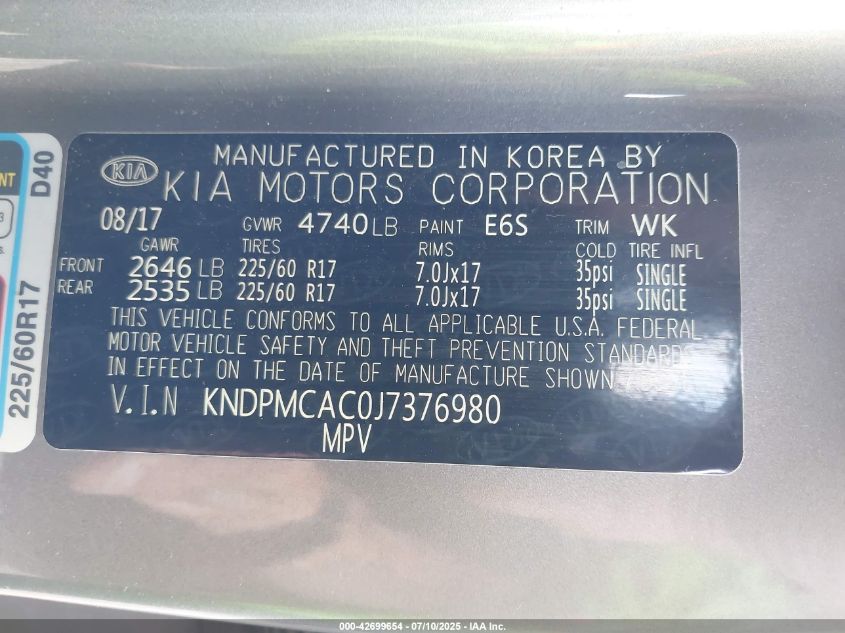 MANUFACTURED IN KOREA BY
KIA KIA MOTORS CORPORATION
08/17 GVWR 4740LB PAINT E6S TRIM WK
GAWR TIRES RIMS COLD TIRE INFL
FRONT 2646 LB 225/60 R17 7.0Jx17 35psi SINGLE
REAR 2535 LB 225/60 R17 7.0Jx17 35psi SINGLE
THIS VEHICLE CONFORMS TO ALL APPLICABLE U.S.A. FEDERAL
MOTOR VEHICLE SAFETY AND THEFT PREVENTION STANDARDS
IN EFFECT ON THE DATE OF MANUFACTURE SHOWN
V.I.N KNDPMCAC0J7376980
MPV
D40
225/60R17
NT
3
s.
000-42699654 - 07/10/2025 - IAA Inc.